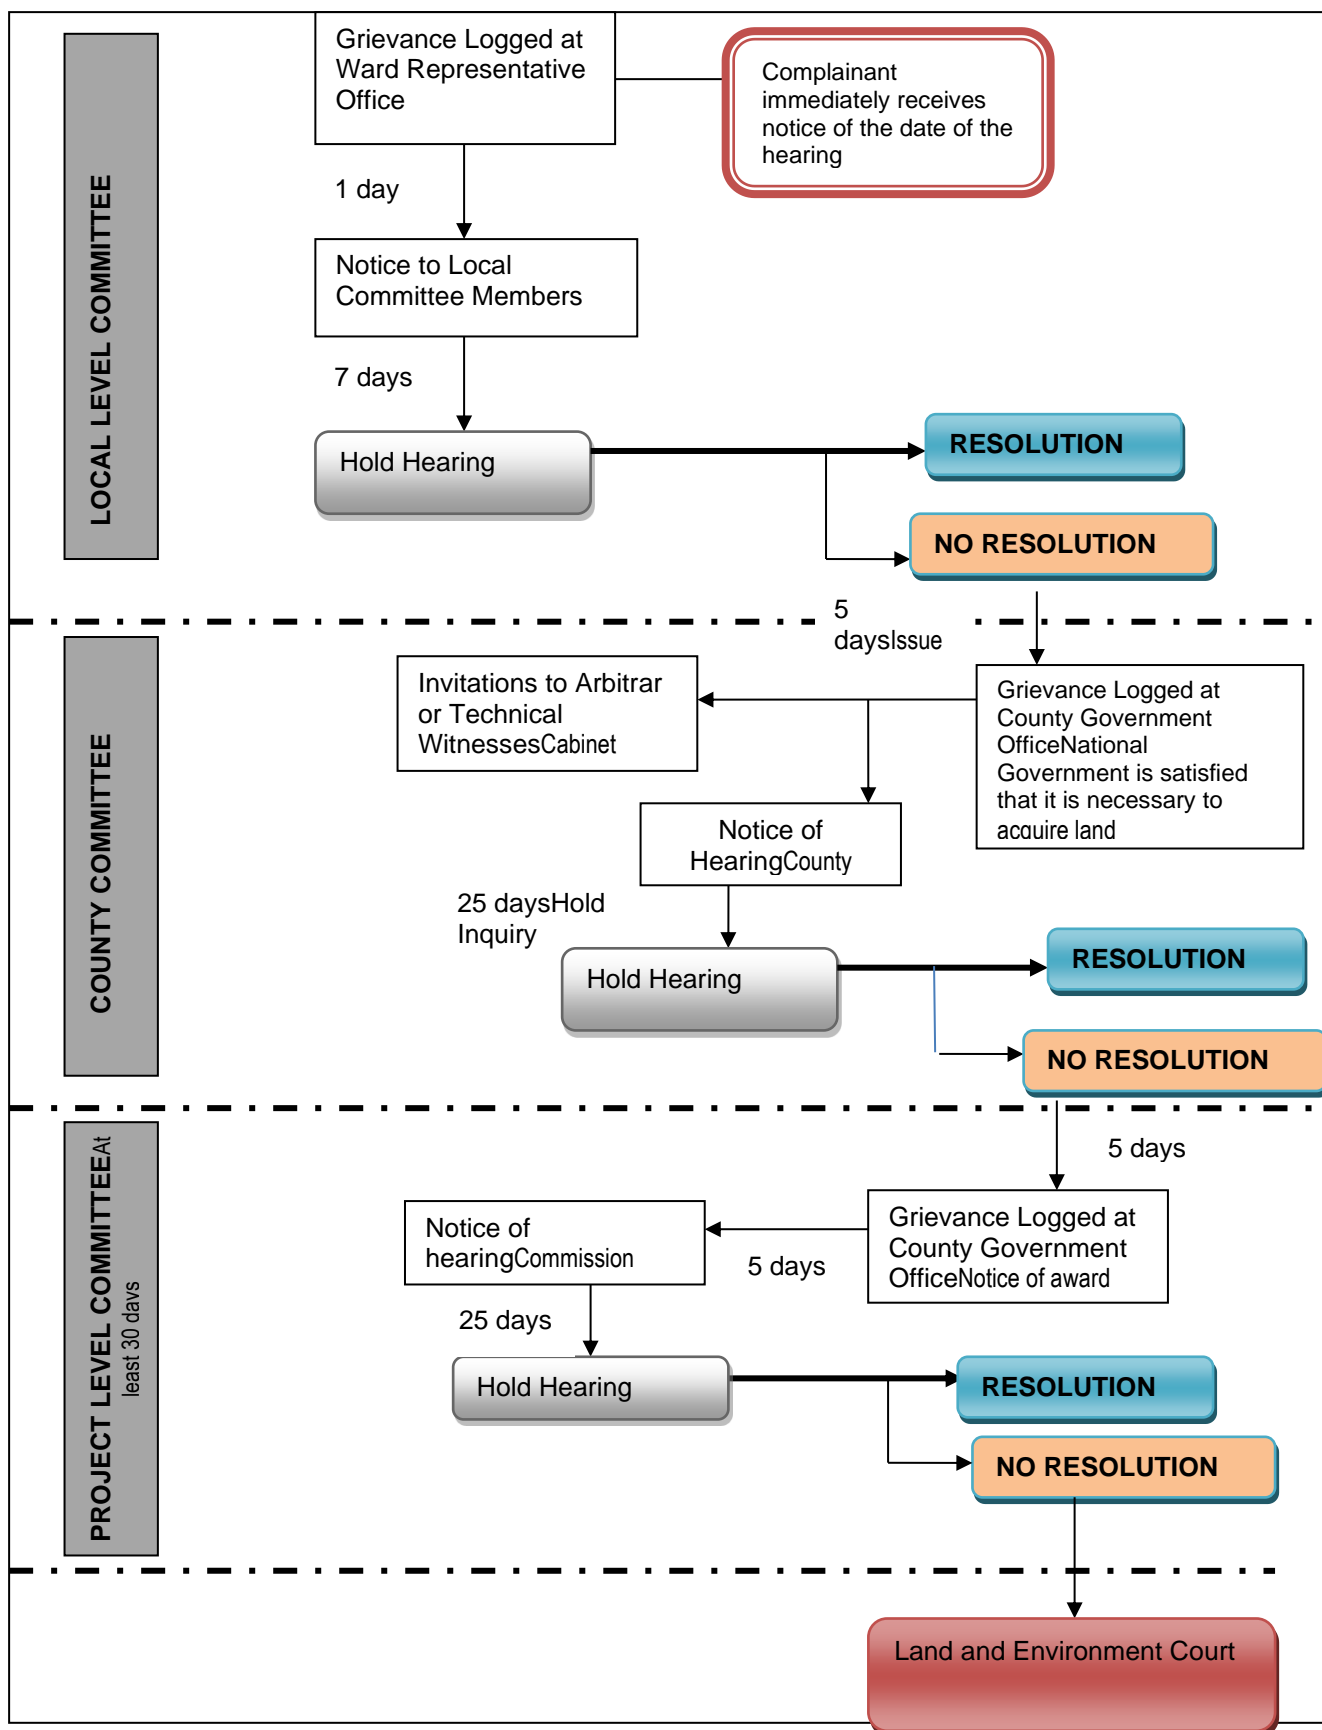 LOCAL LEVEL COMMITTEE
Grievance Logged at
Ward Representative
Office
Complainant
immediately receives
notice of the date of the
hearing
1 day
Notice to Local
Committee Members
7 days
Hold Hearing
RESOLUTION
NO RESOLUTION
5
daysIssue
COUNTY COMMITTEE
Invitations to Arbitrar
or Technical
WitnessesCabinet
Grievance Logged at
County Government
OfficeNational
Government is satisfied
that it is necessary to
acquire land
Notice of
HearingCounty
25 daysHold
Inquiry
Hold Hearing
RESOLUTION
NO RESOLUTION
PROJECT LEVEL COMMITTEEAt
least 30 days
5 days
Grievance Logged at
County Government
OfficeNotice of award
Notice of
hearingCommission
5 days
25 days
Hold Hearing
RESOLUTION
NO RESOLUTION
Land and Environment Court